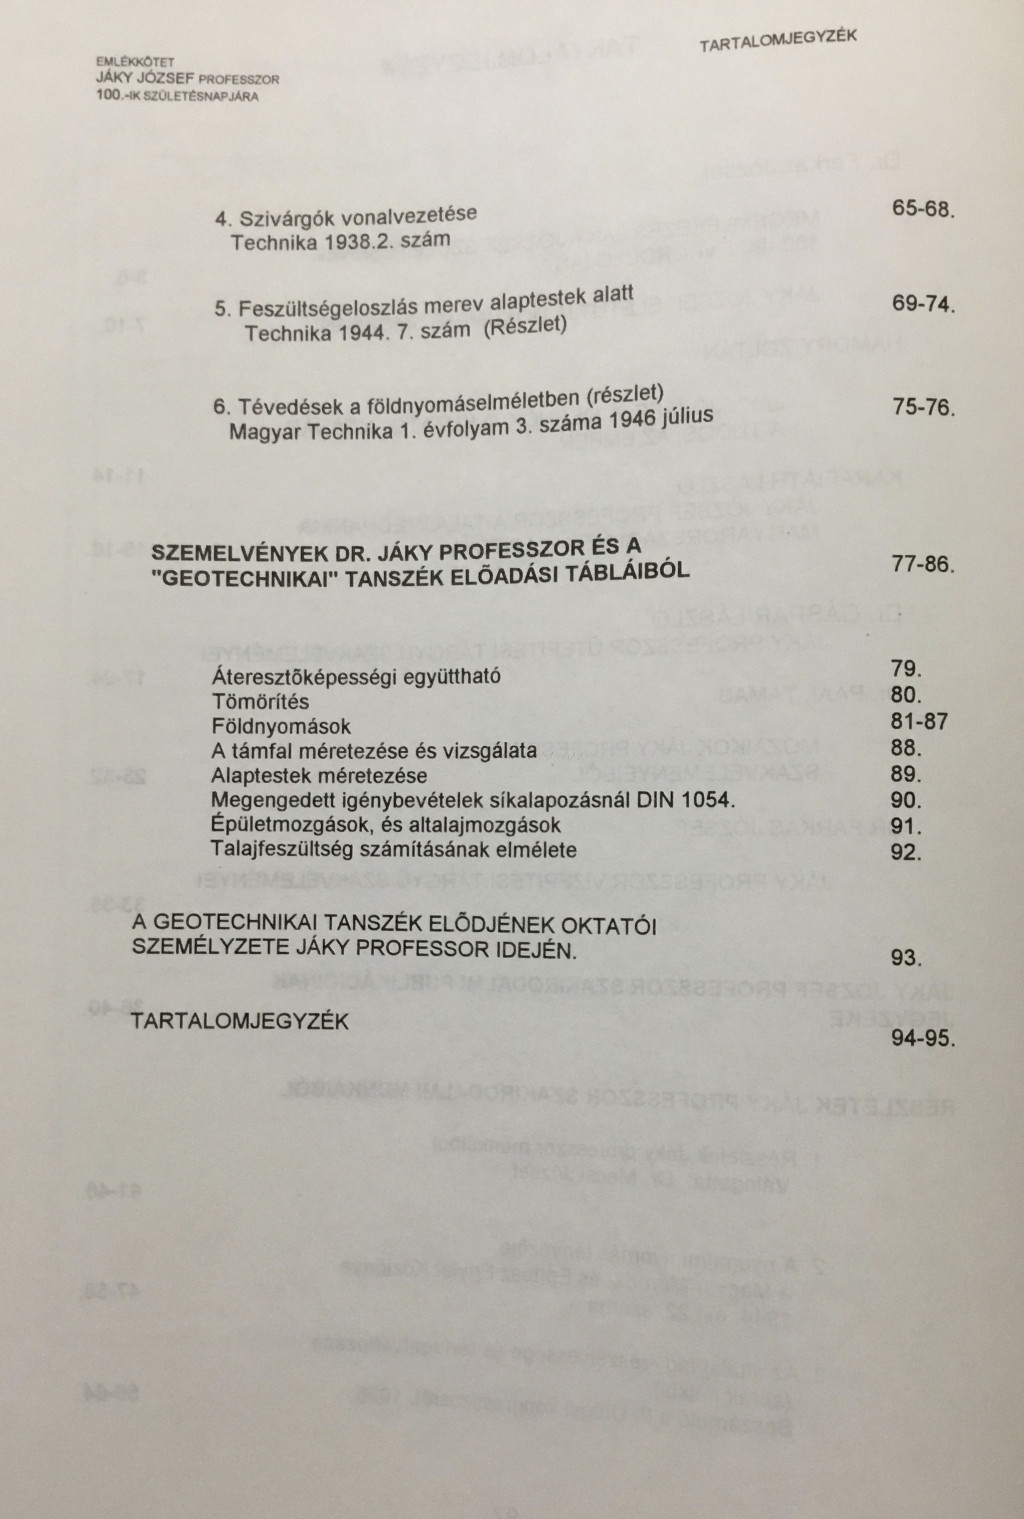 TARTALOMJEGYZÉK
EMLÉKKÖTET
JÁKY JÓZSEF PROFESSZOR
100.-IK SZÜLETÉSNAPJÁRA
4. Szivárgók vonalvezetése 65-68.
Technika 1938.2. szám
5. Feszültségeloszlás merev alaptestek alatt 69-74.
Technika 1944. 7. szám (Részlet)
6. Tévedések a földnyomáselméletben (részlet) 75-76.
Magyar Technika 1. évfolyam 3. száma 1946 július
SZEMELVÉNYEK DR. JÁKY PROFESSZOR ÉS A
"GEOTECHNIKAI" TANSZÉK ELŐADÁSI TÁBLÁIBÓL 77-86.
Áteresztõképességi együttható 79.
Tömörítés 80.
Földnyomások 81-87
A támfal méretezése és vizsgálata 88.
Alaptestek méretezése 89.
Megengedett igénybevételek síkalapozásnál DIN 1054. 90.
Épületmozgások, és altalajmozgások 91.
Talajfeszültség számításának elmélete 92.
A GEOTECHNIKAI TANSZÉK ELÕDJÉNEK OKTATÓI
SZEMÉLYZETE JÁKY PROFESSOR IDEJÉN. 93.
TARTALOMJEGYZÉK 94-95.